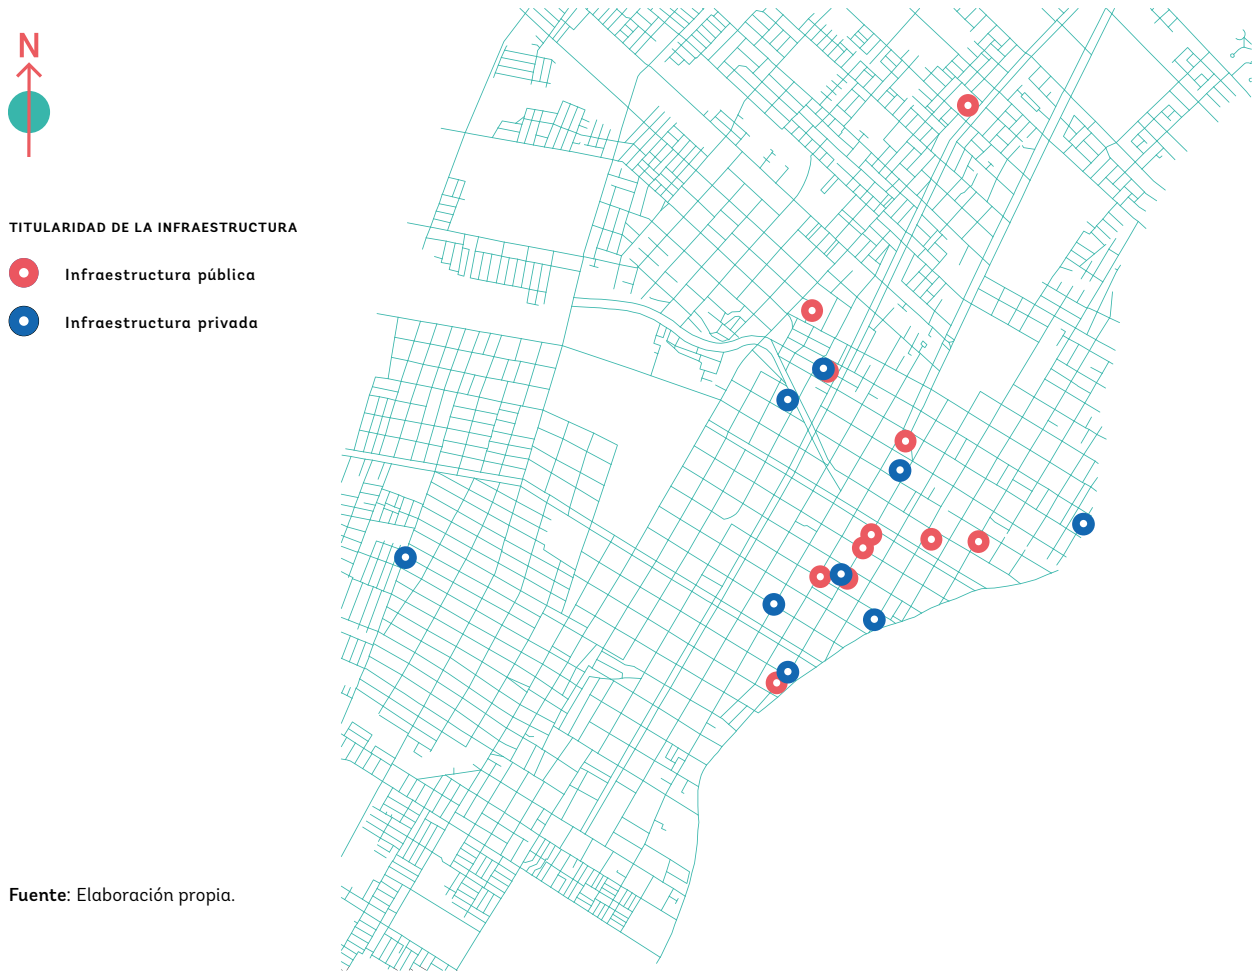 N
TITULARIDAD DE LA INFRAESTRUCTURA
Infraestructura pública
Infraestructura privada
Fuente: Elaboración propia.